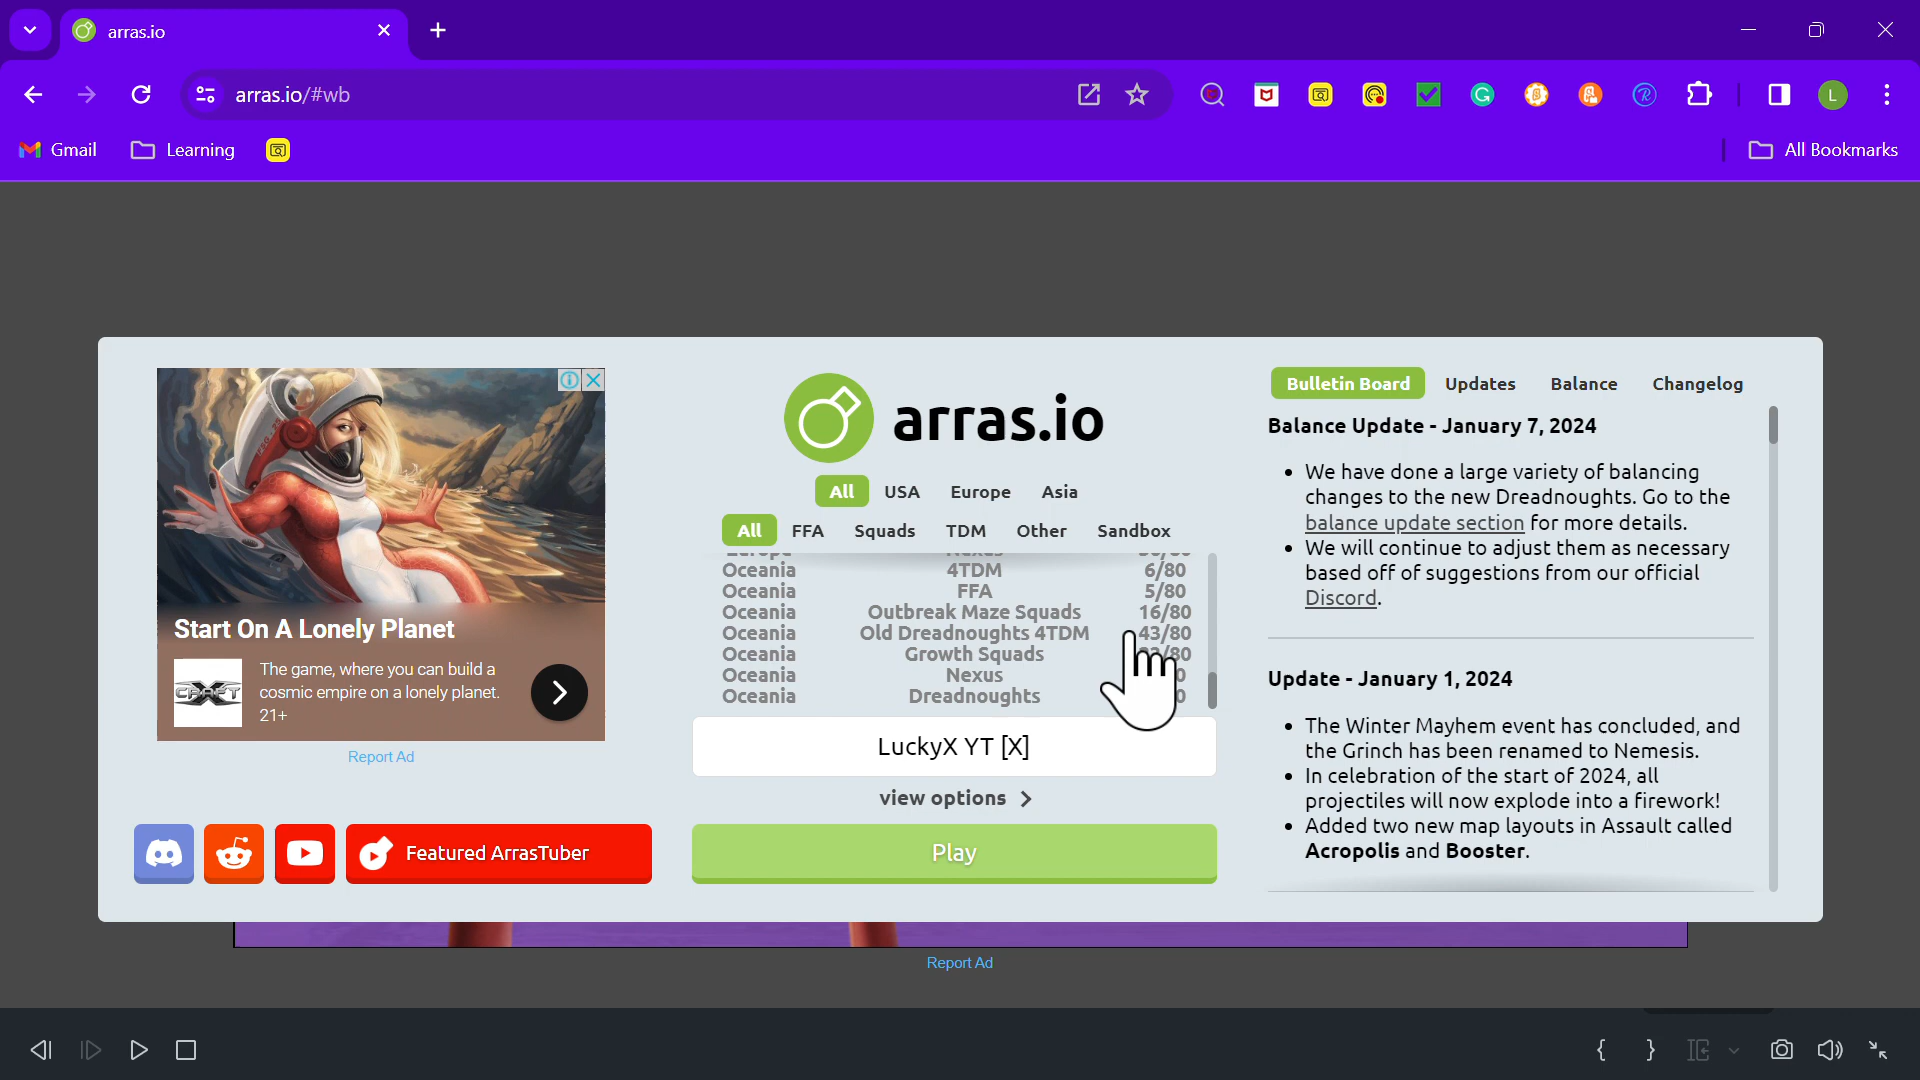 arras.io
arras.io/#wb
L
Gmail
Learning
All Bookmarks
Start On A Lonely Planet
CRAFT
The game, where you can build a
cosmic empire on a lonely planet.
21+
Report Ad
Featured ArrasTuber
arras.io
All USA Europe Asia
All FFA Squads TDM Other Sandbox
Oceania 4TDM 6/80
Oceania FFA 5/80
Oceania Outbreak Maze Squads 16/80
Oceania Old Dreadnoughts 4TDM 43/80
Oceania Growth Squads
Oceania Nexus
Oceania Dreadnoughts
LuckyX YT [X]
view options
Play
Bulletin Board Updates Balance Changelog
Balance Update - January 7, 2024
• We have done a large variety of balancing
changes to the new Dreadnoughts. Go to the
balance update section for more details.
• We will continue to adjust them as necessary
based off of suggestions from our official
Discord.
Update - January 1, 2024
• The Winter Mayhem event has concluded, and
the Grinch has been renamed to Nemesis.
• In celebration of the start of 2024, all
projectiles will now explode into a firework!
• Added two new map layouts in Assault called
Acropolis and Booster.
Report Ad